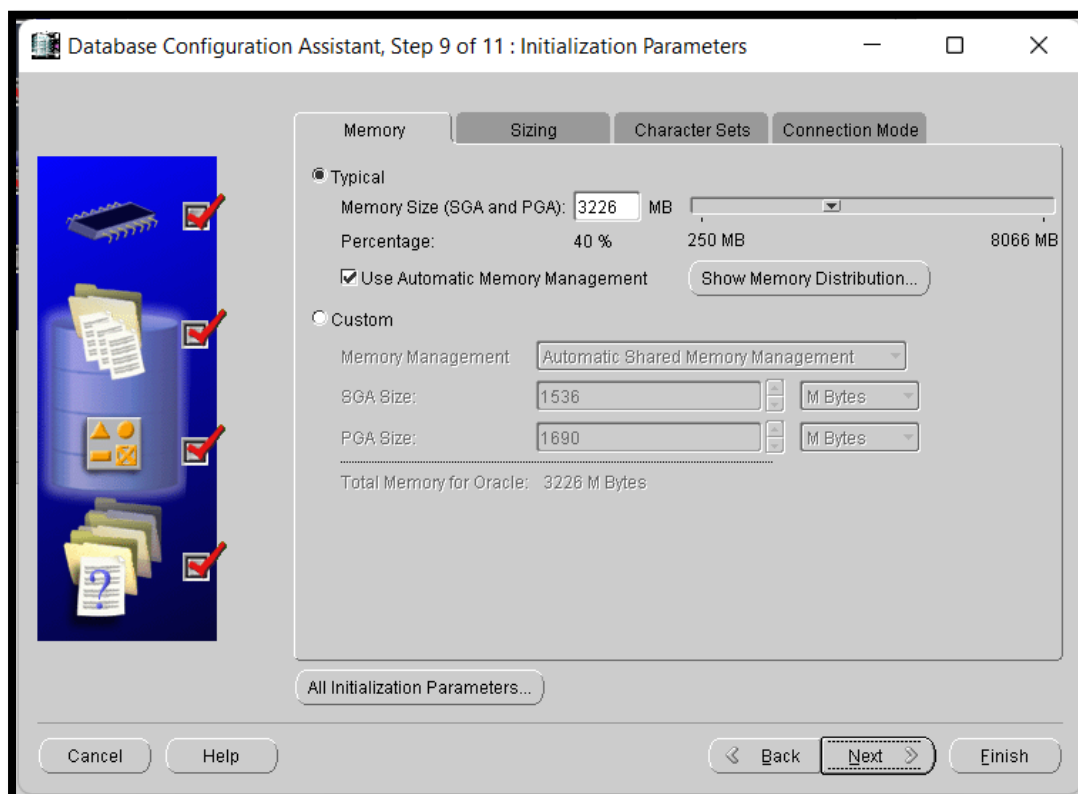 Database Configuration Assistant, Step 9 of 11 : Initialization Parameters
Memory Sizing Character Sets Connection Mode
Typical
Memory Size (SGA and PGA): 3226 MB
Percentage: 40 % 250 MB 8066 MB
Use Automatic Memory Management Show Memory Distribution...
Custom
Memory Management Automatic Shared Memory Management
SGA Size: 1536 M Bytes
PGA Size: 1690 M Bytes
Total Memory for Oracle: 3226 M Bytes
?
All Initialization Parameters...
Cancel Help Back Next Finish